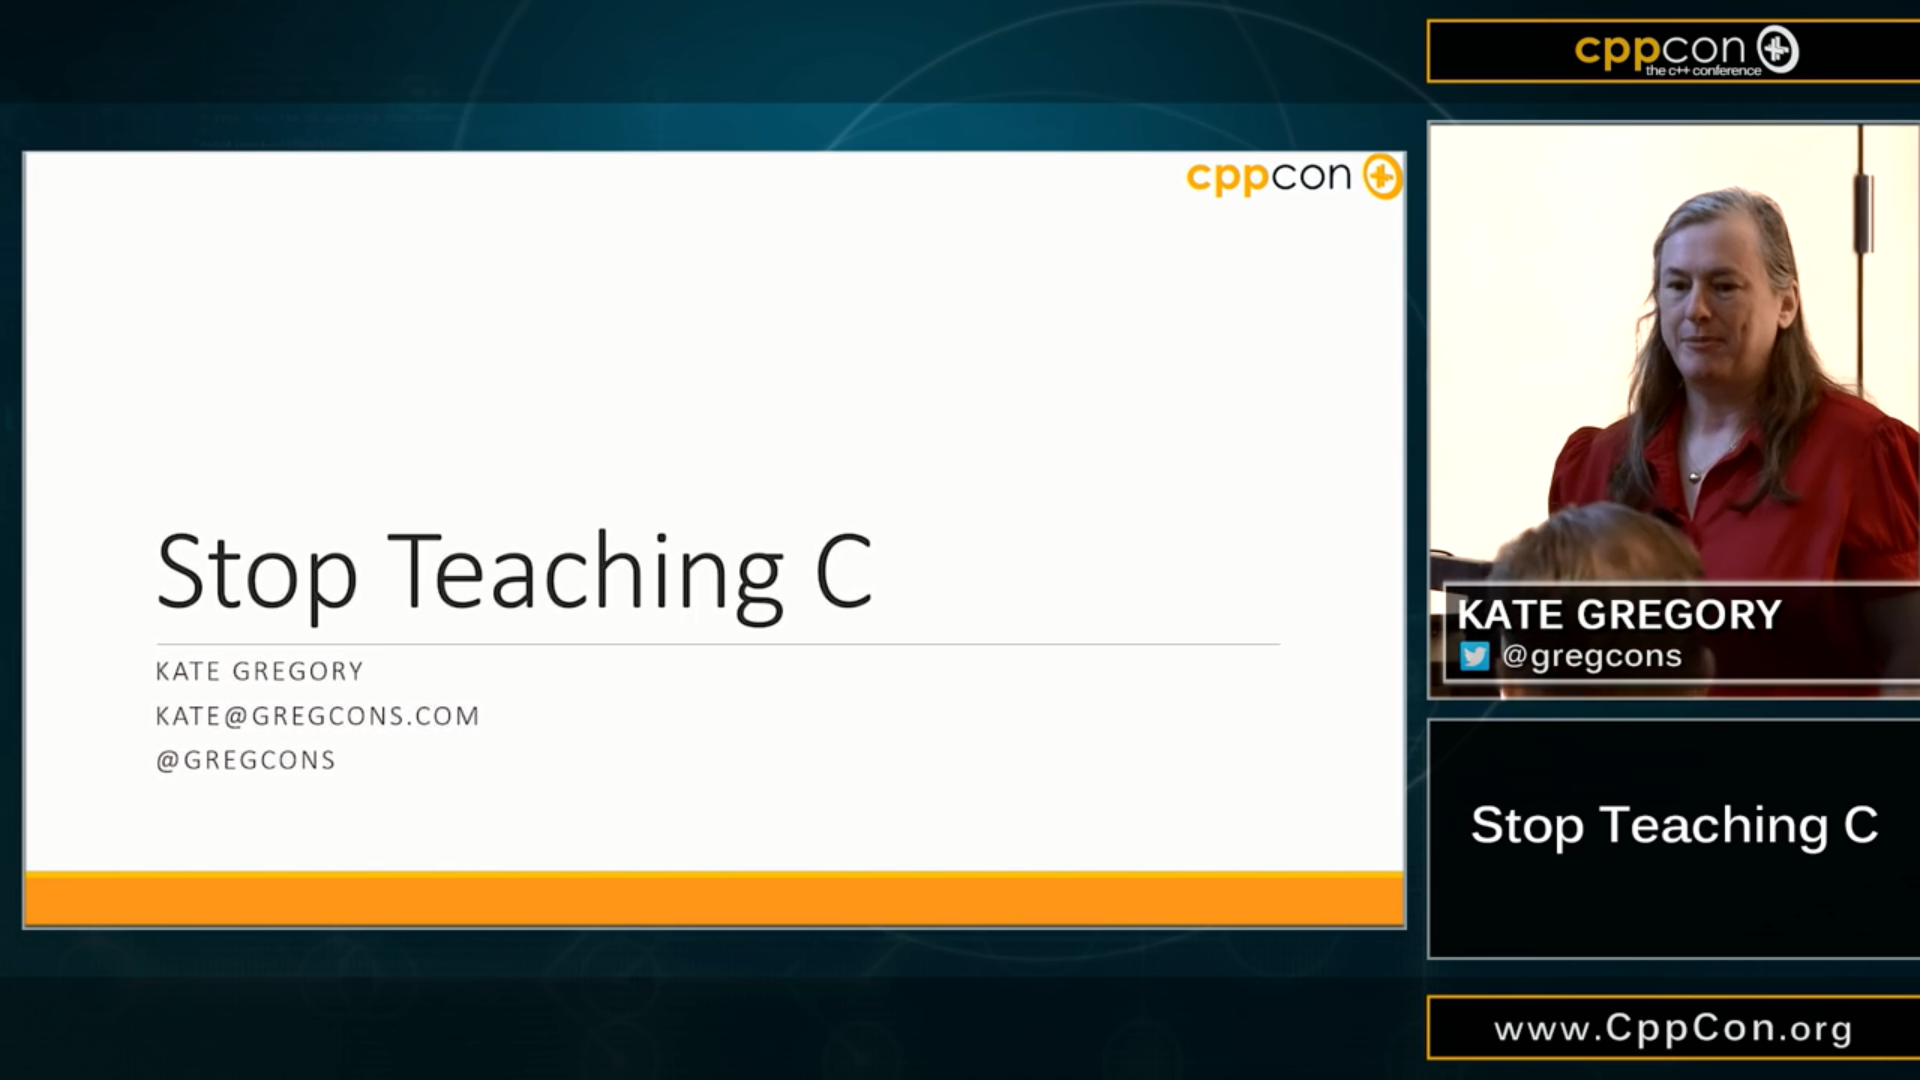 cppcon
the c++ conference
cppcon
Stop Teaching C
KATE GREGORY
KATE@GREGCONS.COM
@GREGCONS
KATE GREGORY
@gregcons
Stop Teaching C
www.CppCon.org